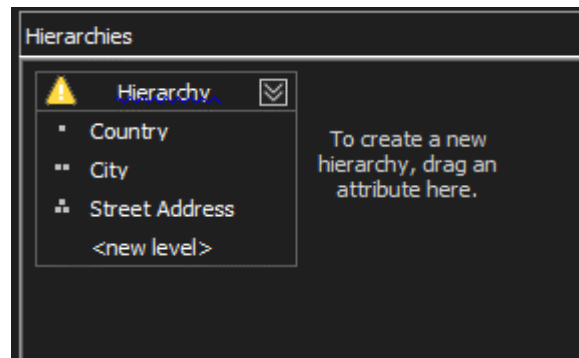 Hierarchies
Hierarchy
Country
City
Street Address
<new level>
To create a new
hierarchy, drag an
attribute here.